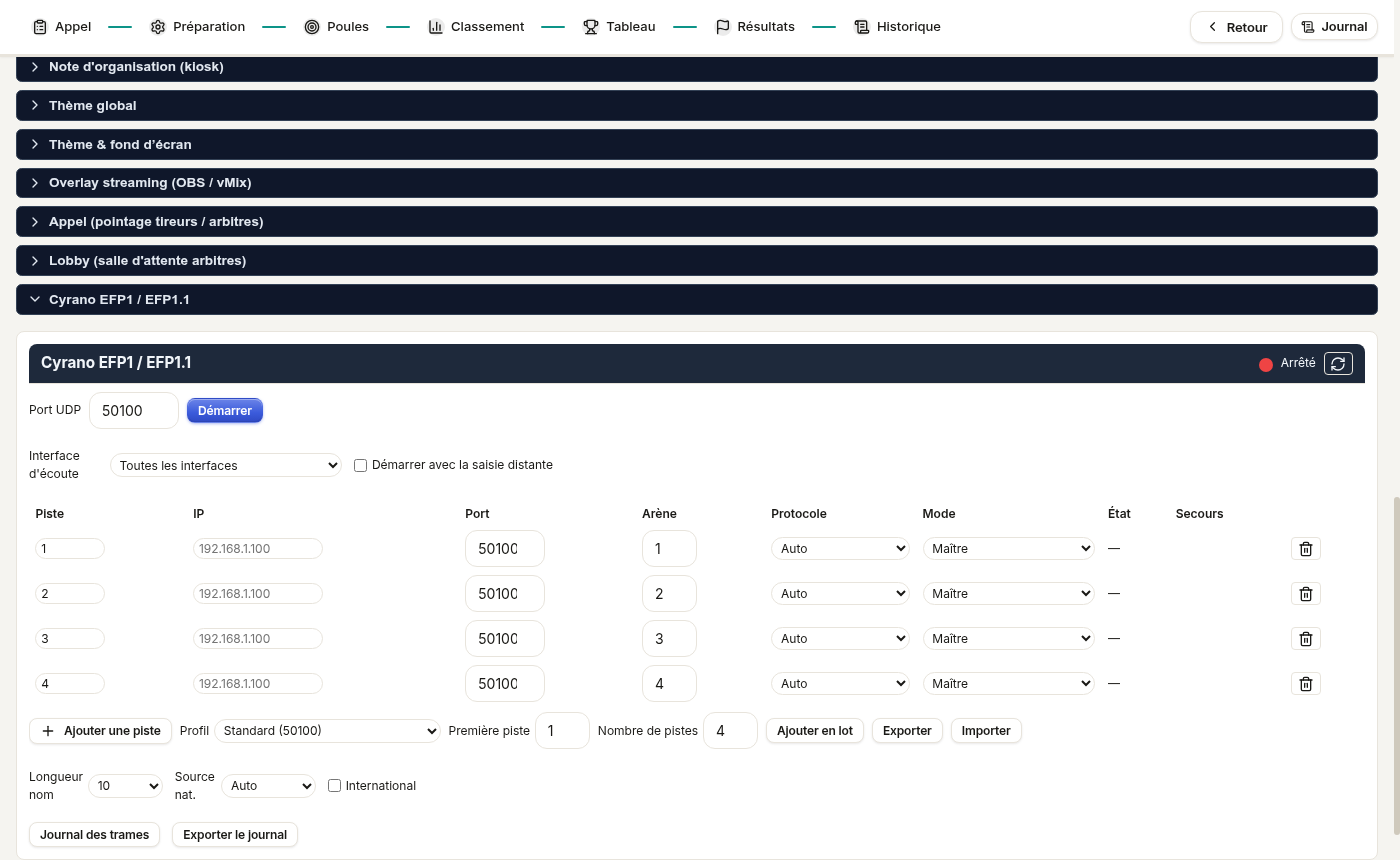 Appel Préparation Poules Classement Tableau Résultats Historique Retour Journal
Note d'organisation (kiosk)
Thème global
Thème & fond d'écran
Overlay streaming (OBS / vMix)
Appel (pointage tireurs / arbitres)
Lobby (salle d'attente arbitres)
Cyrano EFP1 / EFP1.1
Cyrano EFP1 / EFP1.1 Arrêté
Port UDP 50100 Démarrer
Interface
d'écoute Toutes les interfaces Démarrer avec la saisie distante
Piste IP Port Arène Protocole Mode État Secours
1 192.168.1.100 50100 1 Auto Maître —
2 192.168.1.100 50100 2 Auto Maître —
3 192.168.1.100 50100 3 Auto Maître —
4 192.168.1.100 50100 4 Auto Maître —
Ajouter une piste Profil Standard (50100) Première piste 1 Nombre de pistes 4 Ajouter en lot Exporter Importer
Longueur
nom 10 Source
nat. Auto International
Journal des trames Exporter le journal